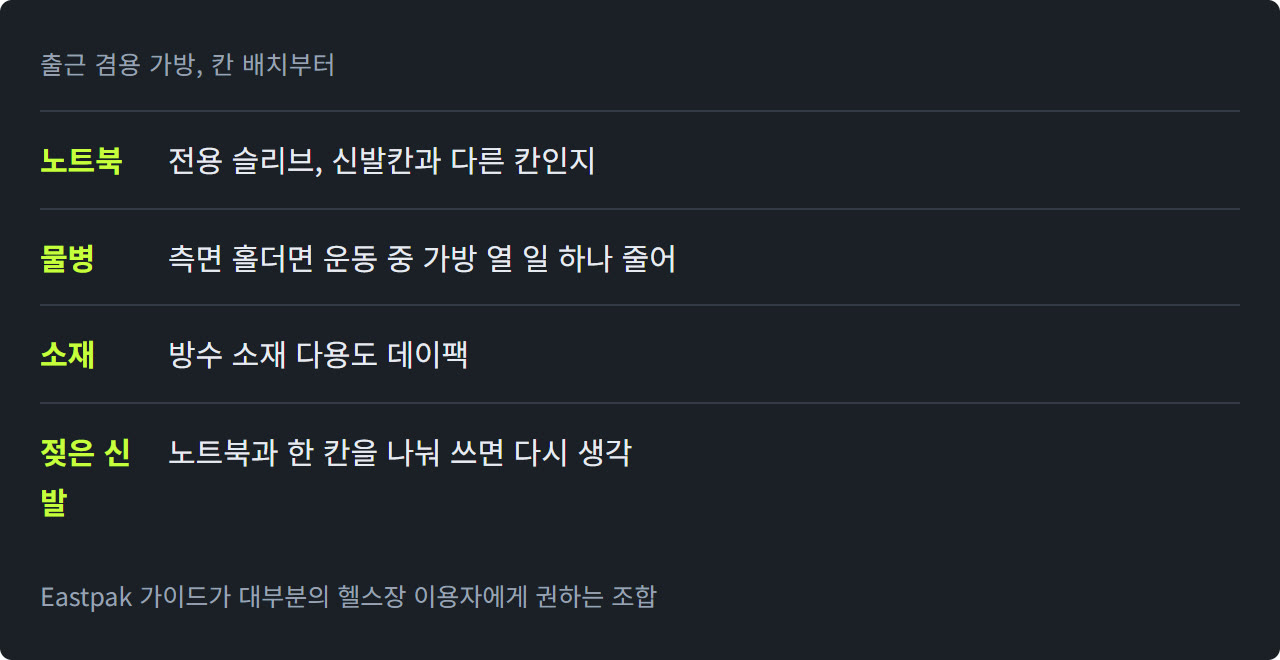 출근 겸용 가방, 칸 배치부터
노트북 전용 슬리브, 신발칸과 다른 칸인지
물병 측면 홀더면 운동 중 가방 열 일 하나 줄어
소재 방수 소재 다용도 데이팩
젖은 신 노트북과 한 칸을 나눠 쓰면 다시 생각
발
Eastpak 가이드가 대부분의 헬스장 이용자에게 권하는 조합